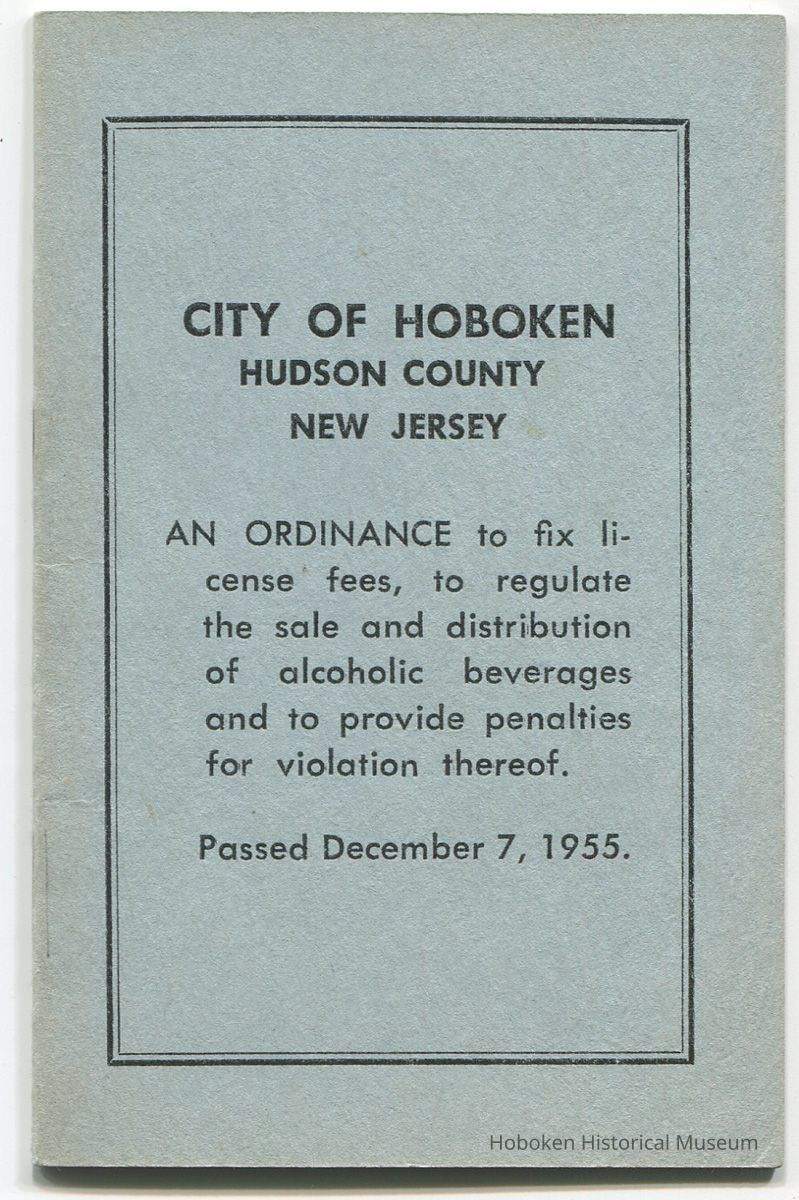 CITY OF HOBOKEN
HUDSON COUNTY
NEW JERSEY
AN ORDINANCE to fix li-
cense fees, to regulate
the sale and distribution
of alcoholic beverages
and to provide penalties
for violation thereof.
Passed December 7, 1955.
Hoboken Historical Museum